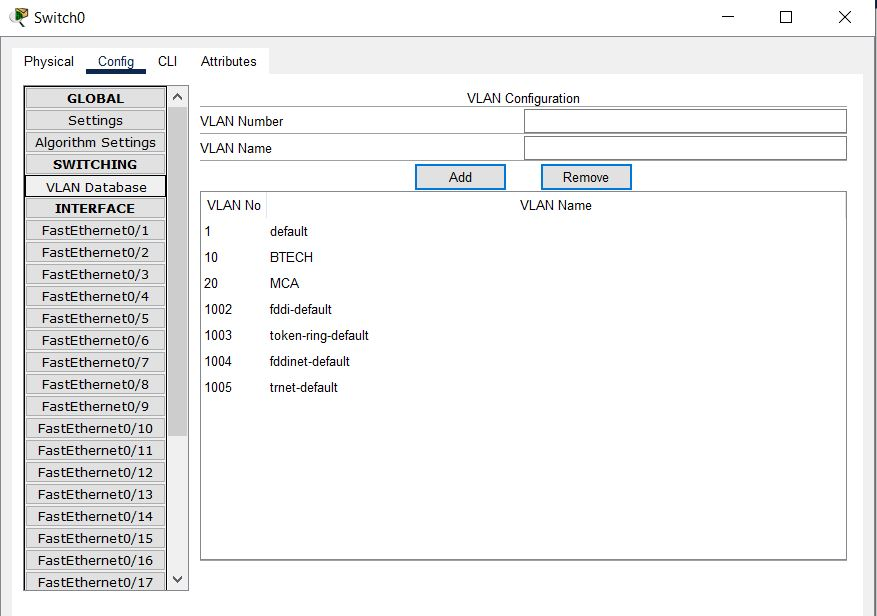 Switch0
Physical Config CLI Attributes
GLOBAL
Settings
Algorithm Settings
SWITCHING
VLAN Database
INTERFACE
FastEthernet0/1
FastEthernet0/2
FastEthernet0/3
FastEthernet0/4
FastEthernet0/5
FastEthernet0/6
FastEthernet0/7
FastEthernet0/8
FastEthernet0/9
FastEthernet0/10
FastEthernet0/11
FastEthernet0/12
FastEthernet0/13
FastEthernet0/14
FastEthernet0/15
FastEthernet0/16
FastEthernet0/17
VLAN Configuration
VLAN Number
VLAN Name
Add Remove
VLAN No VLAN Name
1 default
10 BTECH
20 MCA
1002 fddi-default
1003 token-ring-default
1004 fddinet-default
1005 trnet-default